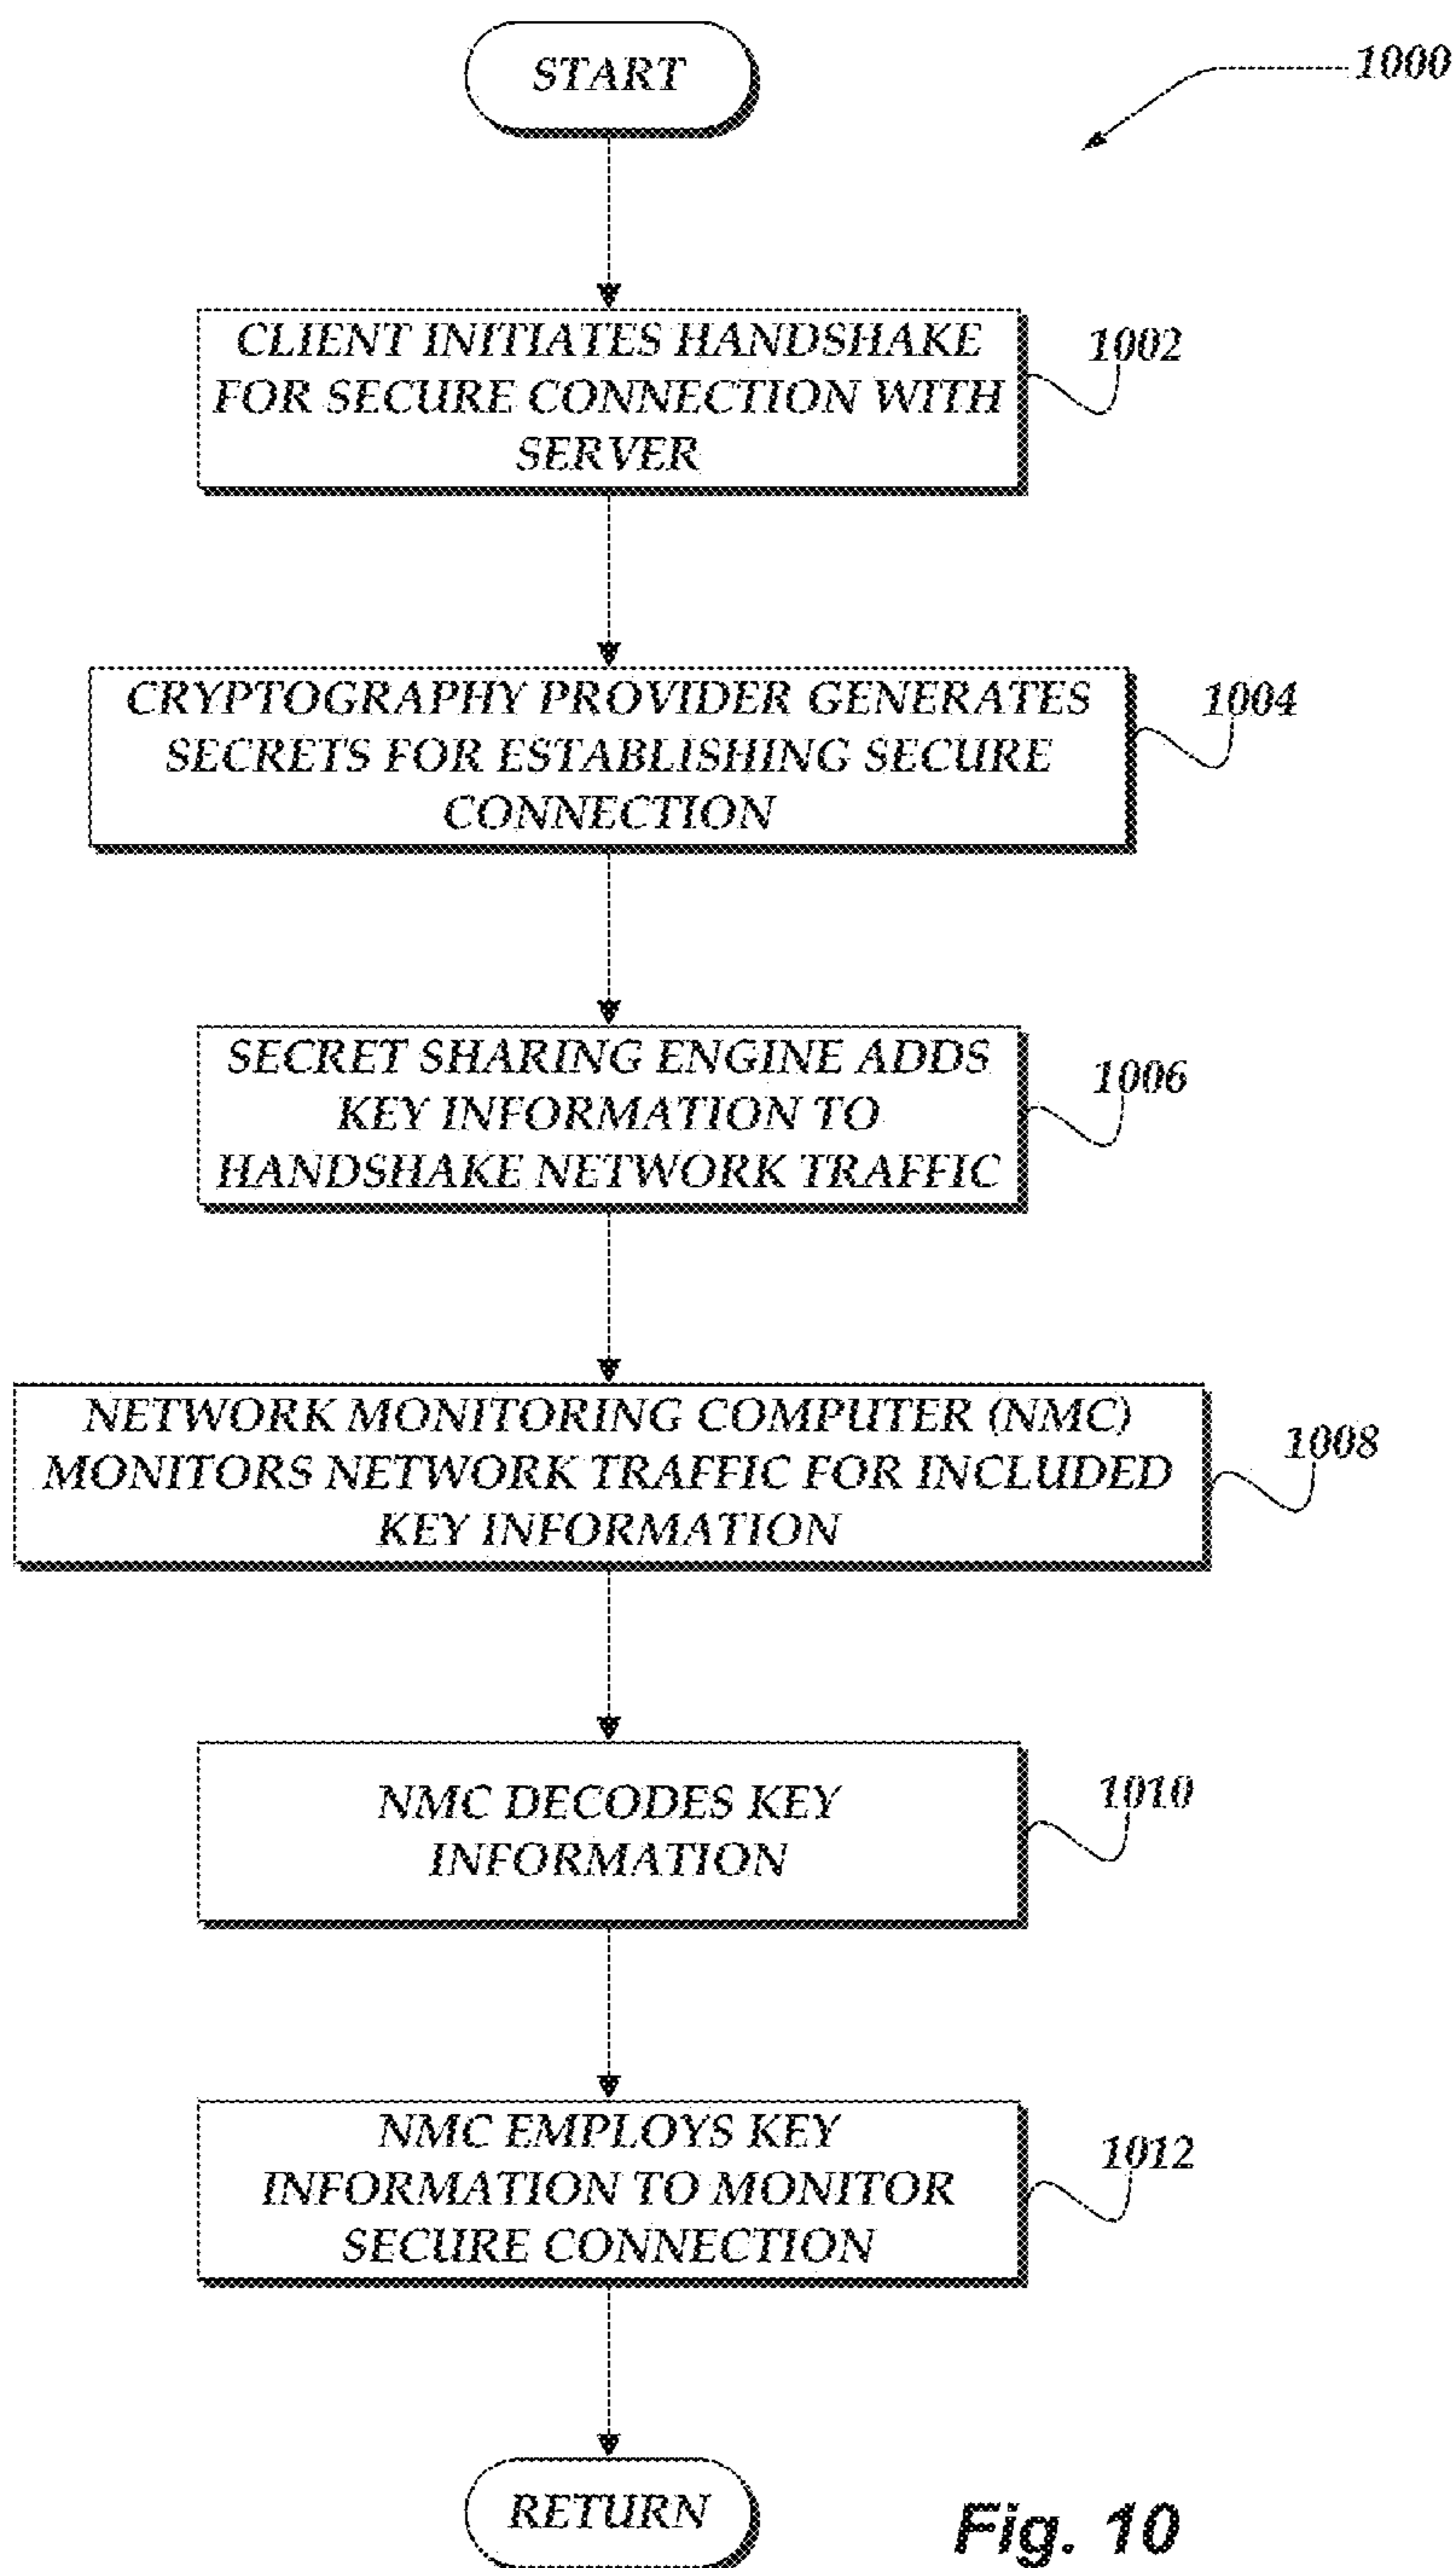 START
1000
CLIENT INITIATES HANDSHAKE
FOR SECURE CONNECTION WITH
SERVER
1002
CRYPTOGRAPHY PROVIDER GENERATES
SECRETS FOR ESTABLISHING SECURE
CONNECTION
1004
SECRET SHARING ENGINE ADDS
KEY INFORMATION TO
HANDSHAKE NETWORK TRAFFIC
1006
NETWORK MONITORING COMPUTER (NMC)
MONITORS NETWORK TRAFFIC FOR INCLUDED
KEY INFORMATION
1008
NMC DECODES KEY
INFORMATION
1010
NMC EMPLOYS KEY
INFORMATION TO MONITOR
SECURE CONNECTION
1012
RETURN
Fig. 10